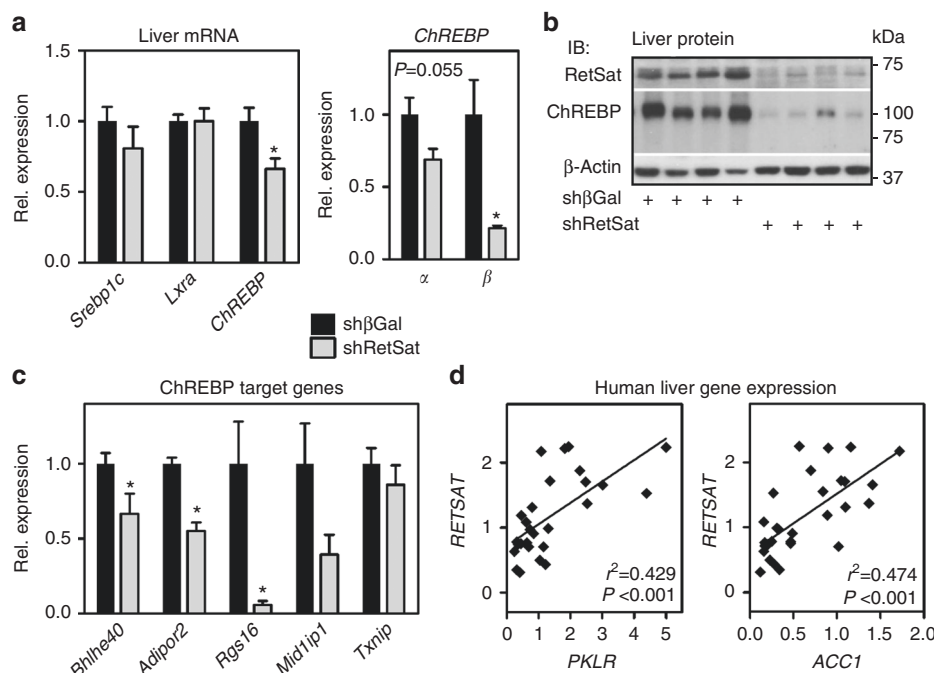 a
Liver mRNA
Rel. expression
1.5
1.0
0.5
0.0
*
Srebp1c
Lxra
ChREBP
ChREBP
P=0.055
Rel. expression
1.0
0.5
0.0
*
α
β
b
IB:
Liver protein
kDa
RetSat
75
ChREBP
100
75
β-Actin
37
shβGal + + + +
shRetSat + + + +
shβGal
shRetSat
c
ChREBP target genes
Rel. expression
1.0
0.5
0.0
* * *
Bhlhe40
Adipor2
Rgs16
Mid1ip1
Txnip
d
Human liver gene expression
RETSAT
2
1
0
r²=0.429
P <0.001
0 1 2 3 4 5
PKLR
RETSAT
2
1
0
r²=0.474
P <0.001
0.0 0.5 1.0 1.5 2.0
ACC1